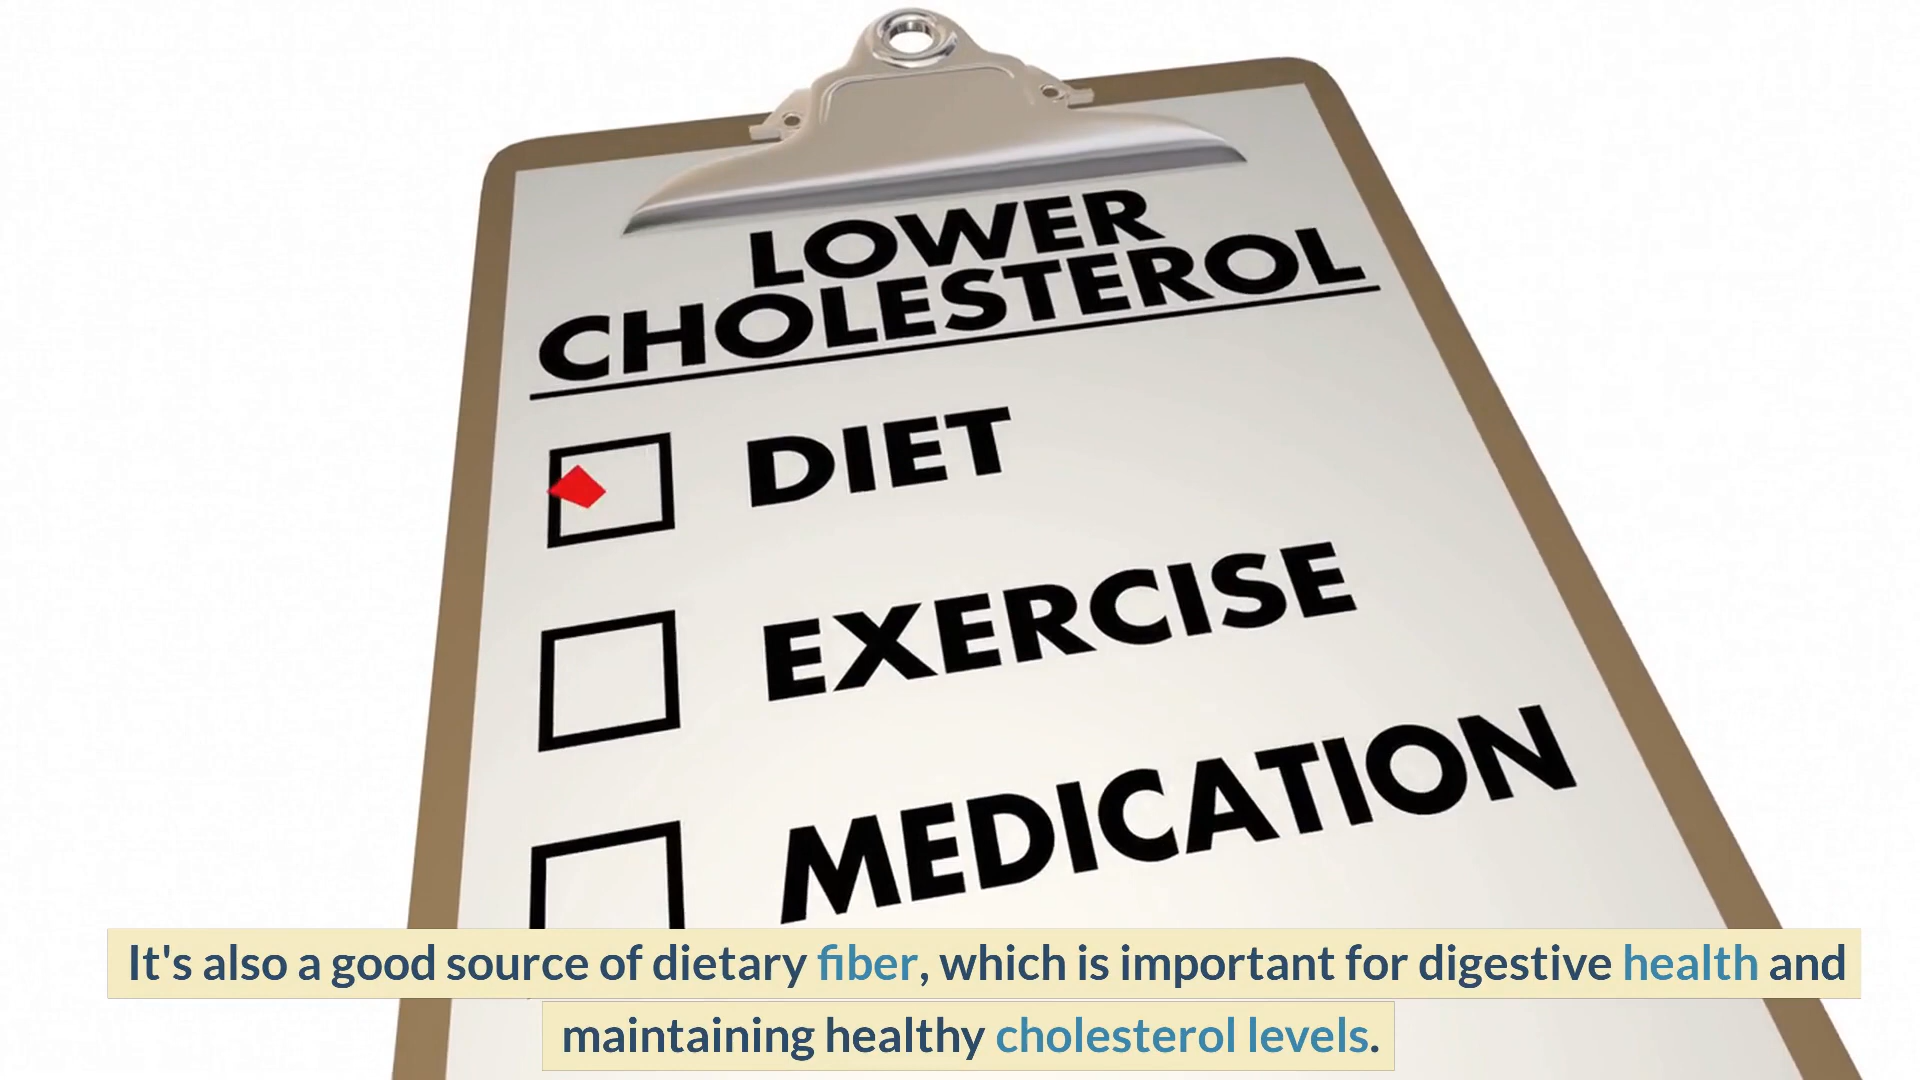 LOWER
CHOLESTEROL
DIET
EXERCISE
MEDICATION
It's also a good source of dietary fiber, which is important for digestive health and
maintaining healthy cholesterol levels.